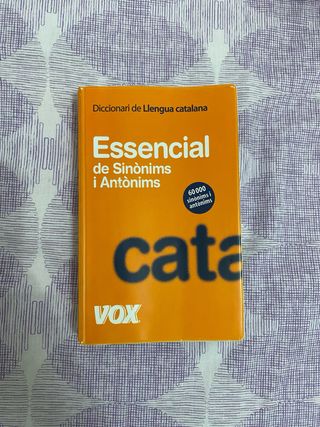 Diccionari de Llengua catalana
Essencial
de Sinònims
i Antònims
60 000
sinònims i
antònims
cata
VOX